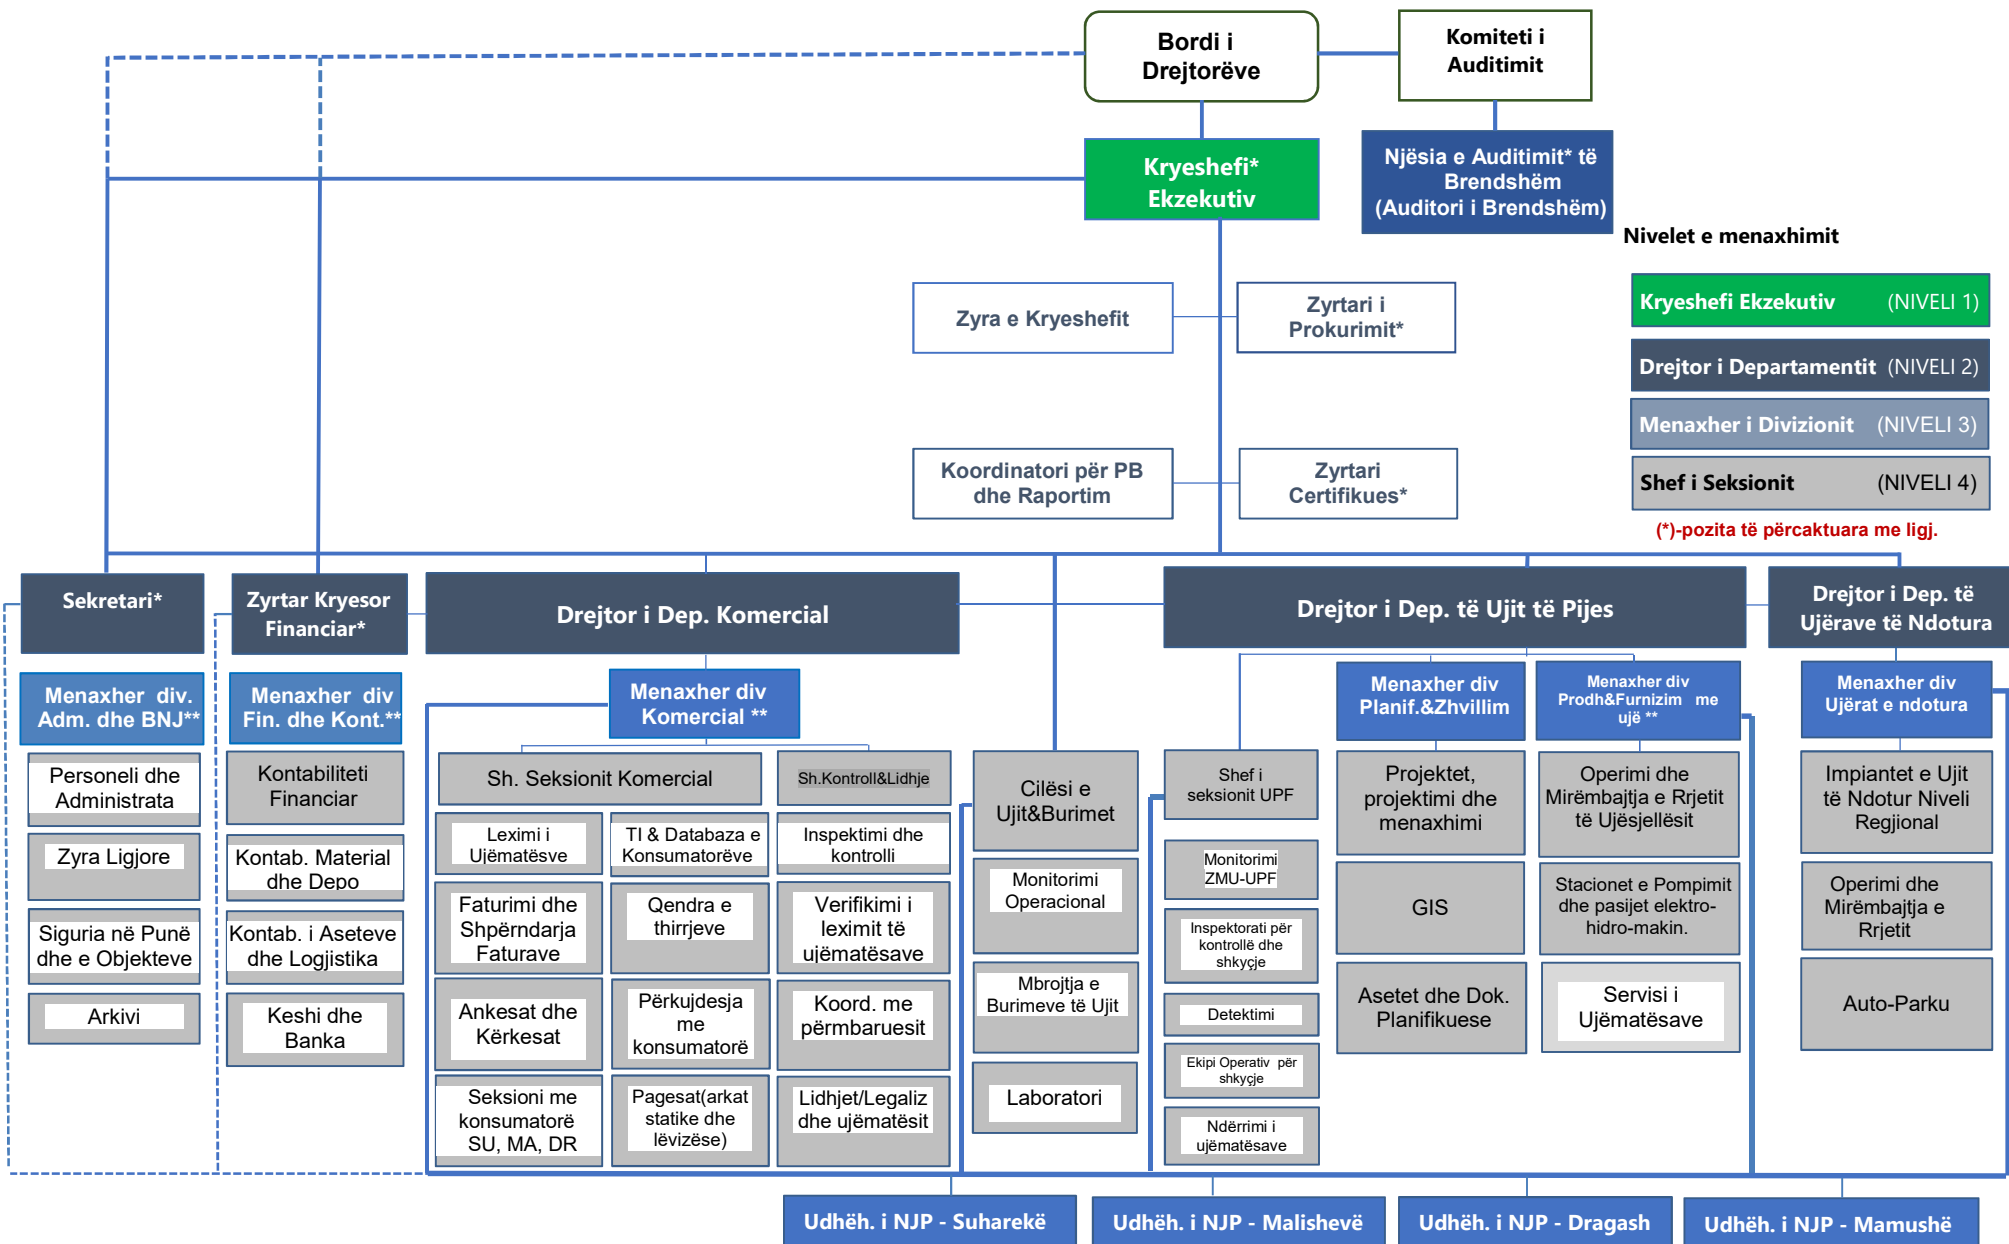 Bordi i
Drejtorëve
Komiteti i
Auditimit
Kryeshefi*
Ekzekutiv
Njësia e Auditimit* të
Brendshëm
(Auditori i Brendshëm)
Nivelet e menaxhimit
Kryeshefi Ekzekutiv (NIVELI 1)
Drejtor i Departamentit (NIVELI 2)
Menaxher i Divizionit (NIVELI 3)
Shef i Seksionit (NIVELI 4)
(*)-pozita të përcaktuara me ligj.
Zyra e Kryeshefit
Zyrtari i
Prokurimit*
Koordinatori për PB
dhe Raportim
Zyrtari
Certifikues*
Sekretari*
Zyrtar Kryesor
Financiar*
Drejtor i Dep. Komercial
Drejtor i Dep. të Ujit të Pijes
Drejtor i Dep. të
Ujërave të Ndotura
Menaxher div.
Adm. dhe BNJ**
Menaxher div
Fin. dhe Kont.**
Menaxher div
Komercial **
Menaxher div
Planif.&Zhvillim
Menaxher div
Prodh&Furnizim me
ujë **
Menaxher div
Ujërat e ndotura
Personeli dhe
Administrata
Zyra Ligjore
Siguria në Punë
dhe e Objekteve
Arkivi
Kontabiliteti
Financiar
Kontab. Material
dhe Depo
Kontab. i Aseteve
dhe Logjistika
Keshi dhe
Banka
Sh. Seksionit Komercial
Leximi i
Ujëmatësve
Faturimi dhe
Shpërndarja
Faturave
Ankesat dhe
Kërkesat
Seksioni me
konsumatorë
SU, MA, DR
TI & Databaza e
Konsumatorëve
Qendra e
thirrjeve
Përkujdesja
me
konsumatorë
Pagesat(arkat
statike dhe
lëvizëse)
Sh.Kontroll&Lidhje
Inspektimi dhe
kontrolli
Verifikimi i
leximit të
ujëmatësave
Koord. me
përmbaruesit
Lidhjet/Legaliz
dhe ujëmatësit
Cilësi e
Ujit&Burimet
Monitorimi
Operacional
Mbrojtja e
Burimeve të Ujit
Laboratori
Shef i
seksionit UPF
Monitorimi
ZMU-UPF
Inspektorati për
kontrollë dhe
shkyçje
Detektimi
Ekipi Operativ për
shkyçje
Ndërrimi i
ujëmatësave
Projektet,
projektimi dhe
menaxhimi
GIS
Asetet dhe Dok.
Planifikuese
Operimi dhe
Mirëmbajtja e Rrjetit
të Ujësjellësit
Stacionet e Pompimit
dhe pasijet elektro-
hidro-makin.
Servisi i
Ujëmatësave
Impiantet e Ujit
të Ndotur Niveli
Regjional
Operimi dhe
Mirëmbajtja e
Rrjetit
Auto-Parku
Udhëh. i NJP - Suharekë
Udhëh. i NJP - Malishevë
Udhëh. i NJP - Dragash
Udhëh. i NJP - Mamushë